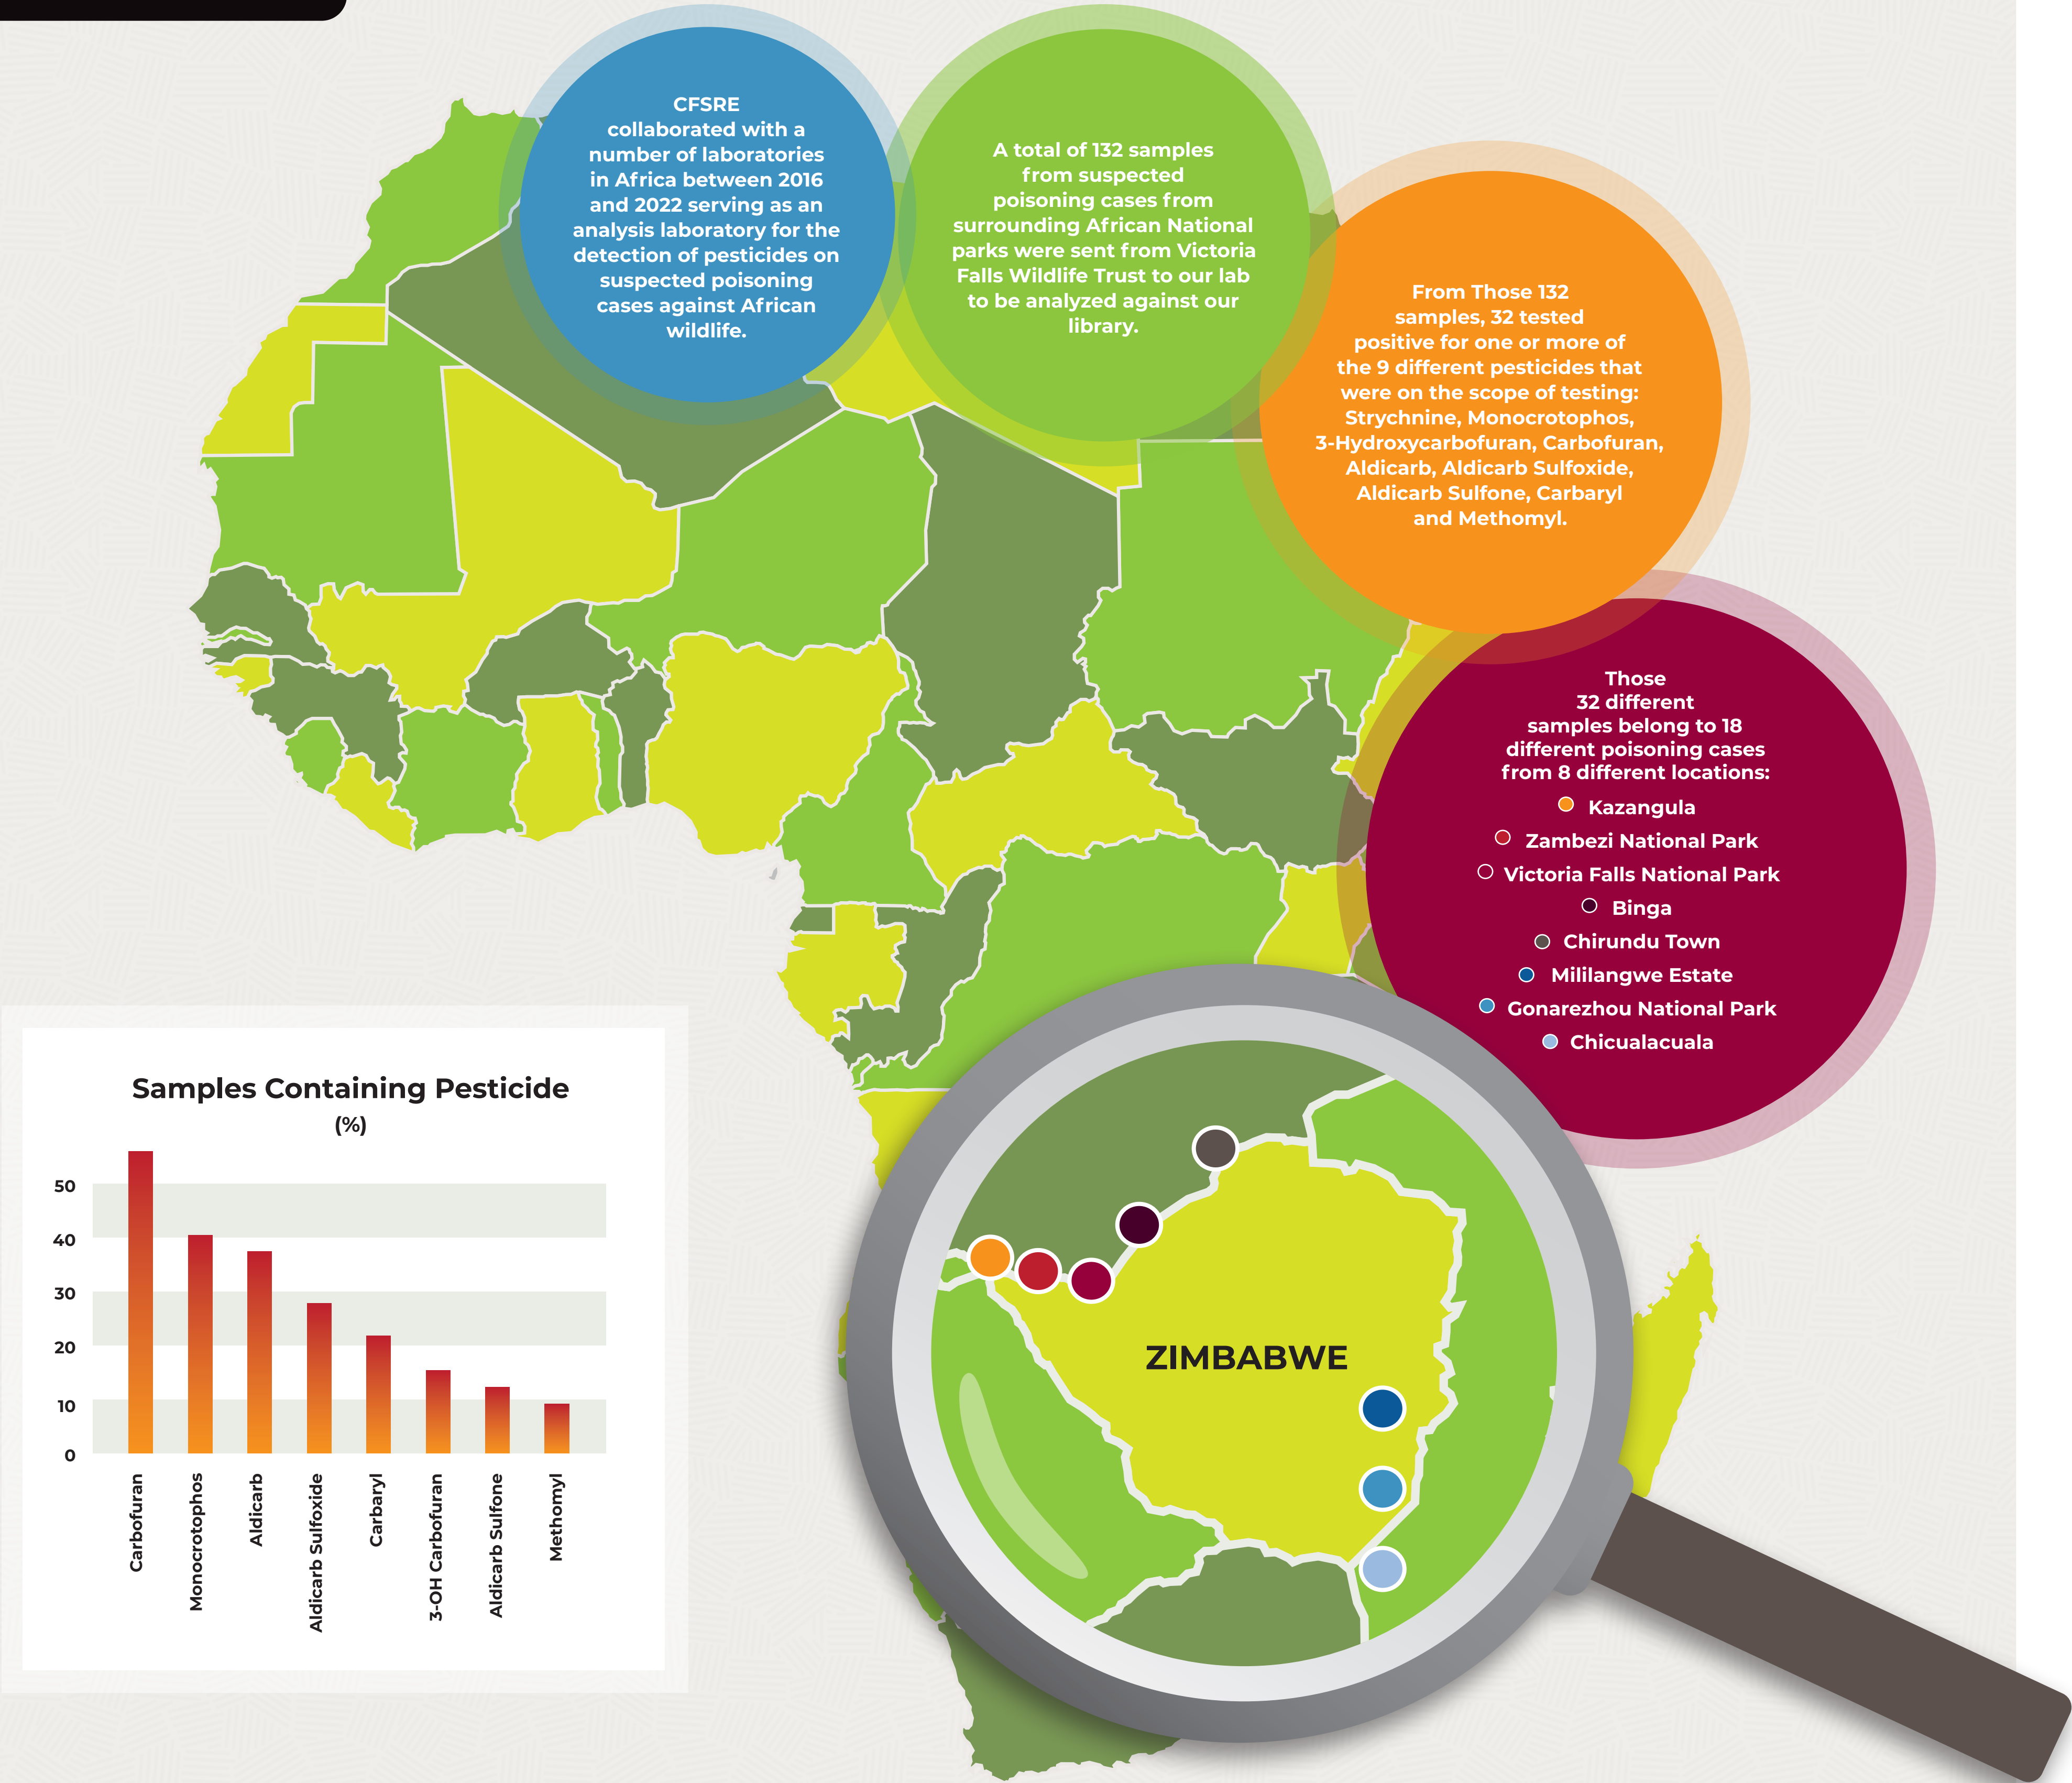 CFSRE
collaborated with a
number of laboratories
in Africa between 2016
and 2022 serving as an
analysis laboratory for the
detection of pesticides on
suspected poisoning
cases against African
wildlife.
A total of 132 samples
from suspected
poisoning cases from
surrounding African National
parks were sent from Victoria
Falls Wildlife Trust to our lab
to be analyzed against our
library.
From Those 132
samples, 32 tested
positive for one or more of
the 9 different pesticides that
were on the scope of testing:
Strychnine, Monocrotophos,
3-Hydroxycarbofuran, Carbofuran,
Aldicarb, Aldicarb Sulfoxide,
Aldicarb Sulfone, Carbaryl
and Methomyl.
Those
32 different
samples belong to 18
different poisoning cases
from 8 different locations:
Kazangula
Zambezi National Park
Victoria Falls National Park
Binga
Chirundu Town
Mililangwe Estate
Gonarezhou National Park
Chicualacuala
Samples Containing Pesticide
(%)
50
40
30
20
10
0
Carbofuran
Monocrotophos
Aldicarb
Aldicarb Sulfoxide
Carbaryl
3-OH Carbofuran
Aldicarb Sulfone
Methomyl
ZIMBABWE